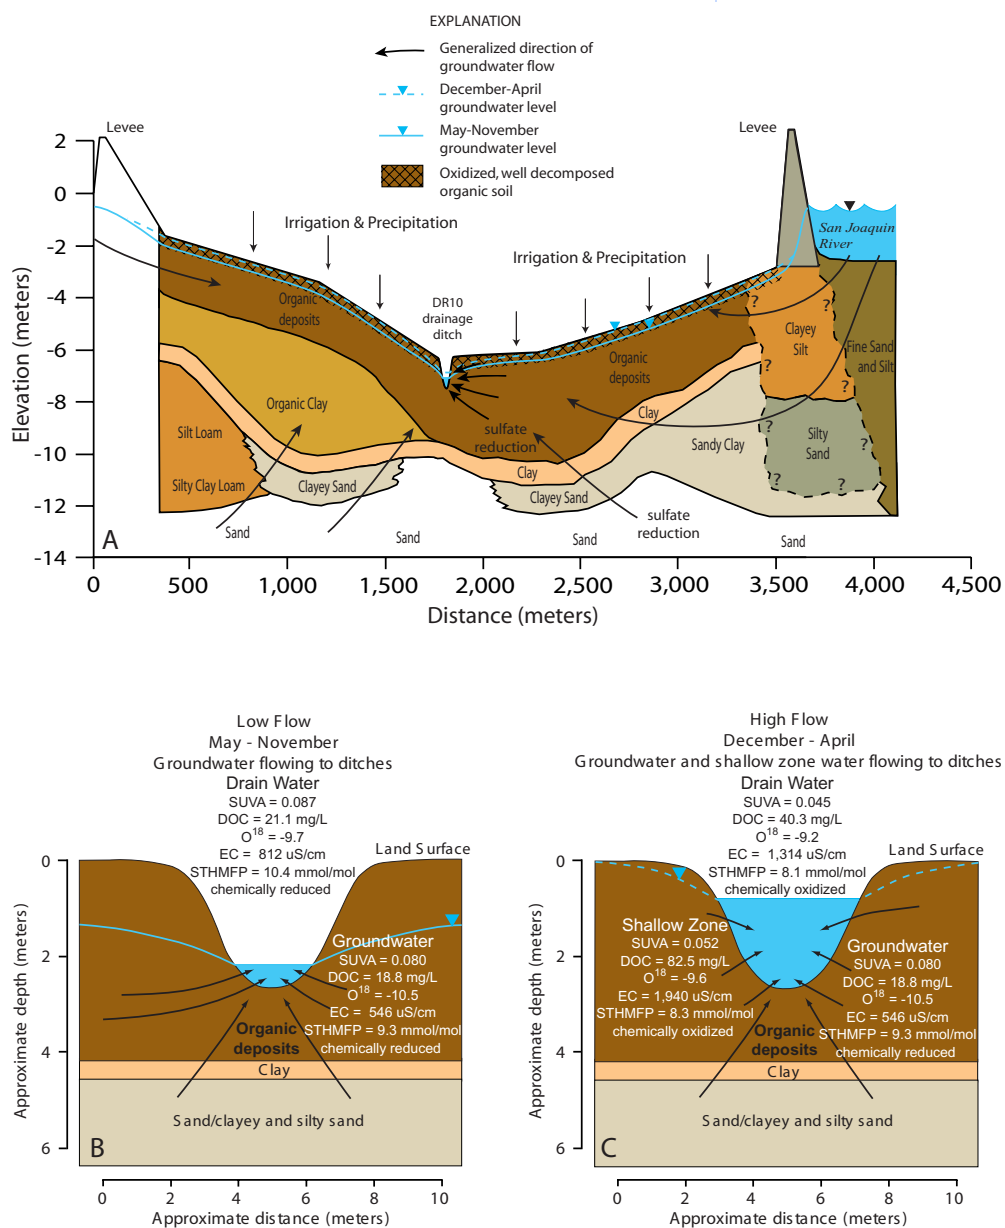 EXPLANATION
Generalized direction of
groundwater flow
December-April
groundwater level
May-November
groundwater level
Oxidized, well decomposed
organic soil
Levee
Levee
2
0
-2
-4
-6
-8
-10
-12
-14
Elevation (meters)
Irrigation & Precipitation
Irrigation & Precipitation
San Joaquin
River
Organic
deposits
DR10
drainage
ditch
Organic
deposits
Clayey
Silt
Fine Sand
and Silt
?
?
?
?
?
?
?
?
?
?
Organic Clay
Clay
Silt Loam
sulfate
reduction
Sandy Clay
Silty
Sand
Silty Clay Loam
Clayey Sand
Clay
Clayey Sand
sulfate
reduction
Sand
Sand
Sand
Sand
A
0
500
1,000
1,500
2,000
2,500
3,000
3,500
4,000
4,500
Distance (meters)
Low Flow
May - November
Groundwater flowing to ditches
Drain Water
SUVA = 0.087
DOC = 21.1 mg/L
O18 = -9.7
EC = 812 uS/cm
STHMFP = 10.4 mmol/mol
chemically reduced
Land Surface
Groundwater
SUVA = 0.080
DOC = 18.8 mg/L
O18 = -10.5
EC = 546 uS/cm
STHMFP = 9.3 mmol/mol
chemically reduced
Organic
deposits
Clay
Sand/clayey and silty sand
B
0
2
4
6
Approximate depth (meters)
0
2
4
6
8
10
Approximate distance (meters)
High Flow
December - April
Groundwater and shallow zone water flowing to ditches
Drain Water
SUVA = 0.045
DOC = 40.3 mg/L
O18 = -9.2
EC = 1,314 uS/cm
STHMFP = 8.1 mmol/mol
chemically oxidized
Land Surface
Shallow Zone
SUVA = 0.052
DOC = 82.5 mg/L
O18 = -9.6
EC = 1,940 uS/cm
STHMFP = 8.3 mmol/mol
chemically oxidized
Groundwater
SUVA = 0.080
DOC = 18.8 mg/L
O18 = -10.5
EC = 546 uS/cm
STHMFP = 9.3 mmol/mol
chemically reduced
Organic
deposits
Clay
Sand/clayey and silty sand
C
0
2
4
6
Approximate depth (meters)
0
2
4
6
8
10
Approximate distance (meters)